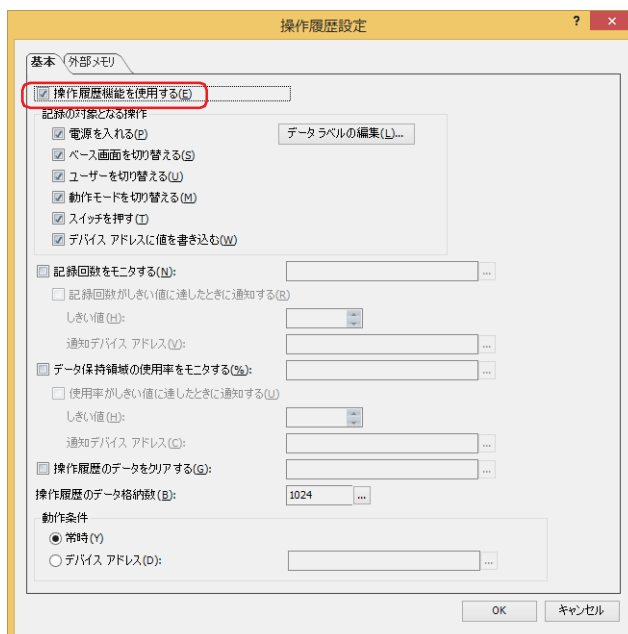 操作履歴設定
? ×
基本 外部メモリ
操作履歴機能を使用する(E)
記録の対象となる操作
電源を入れる(P) データ ラベルの編集(L)...
ベース画面を切り替える(S)
ユーザーを切り替える(U)
動作モードを切り替える(M)
スイッチを押す(T)
デバイス アドレスに値を書き込む(W)
記録回数をモニタする(N): ...
記録回数がしきい値に達したときに通知する(R)
しきい値(H):
通知デバイス アドレス(V): ...
データ保持領域の使用率をモニタする(%): ...
使用率がしきい値に達したときに通知する(U)
しきい値(H):
通知デバイス アドレス(C): ...
操作履歴のデータをクリアする(G): ...
操作履歴のデータ格納数(B): 1024 ...
動作条件
常時(Y)
デバイス アドレス(D): ...
OK キャンセル